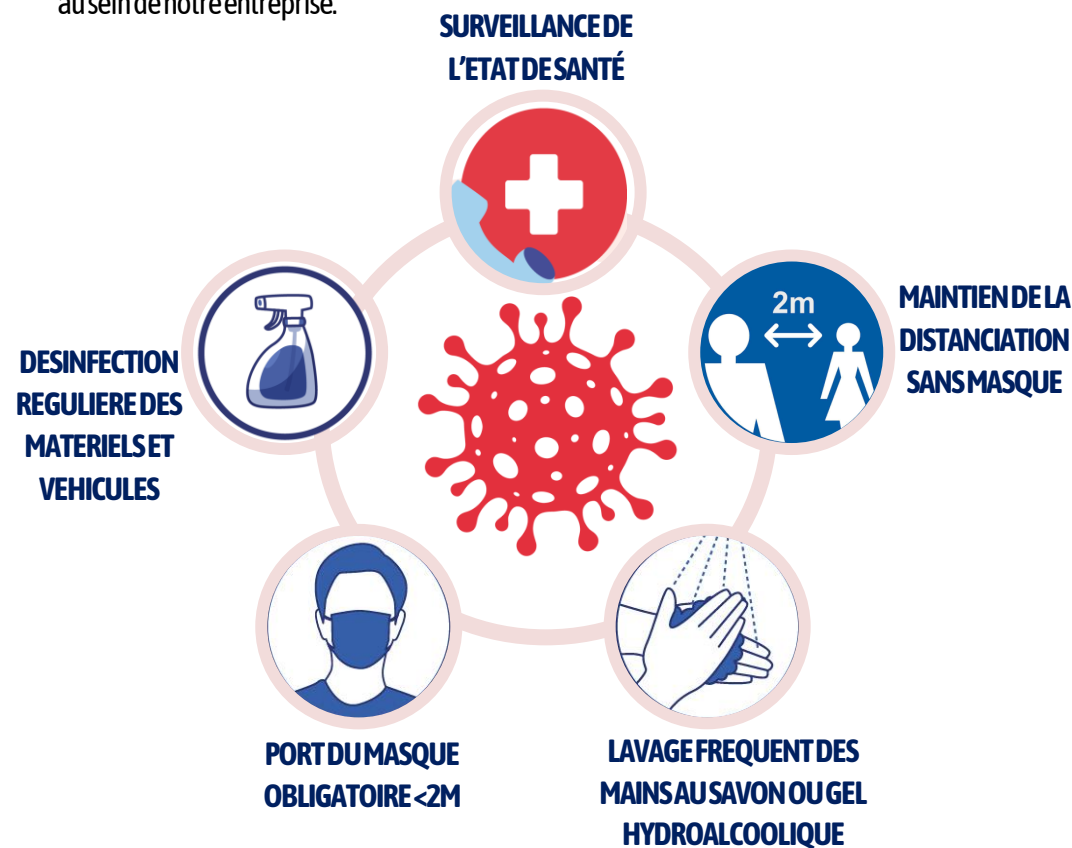 au sein de notre entreprise.
SURVEILLANCE DE
L'ETAT DE SANTÉ
2m
MAINTIEN DE LA
DISTANCIATION
SANS MASQUE
DESINFECTION
REGULIERE DES
MATERIELS ET
VEHICULES
PORT DU MASQUE
OBLIGATOIRE <2M
LAVAGE FREQUENT DES
MAINS AU SAVON OU GEL
HYDROALCOOLIQUE